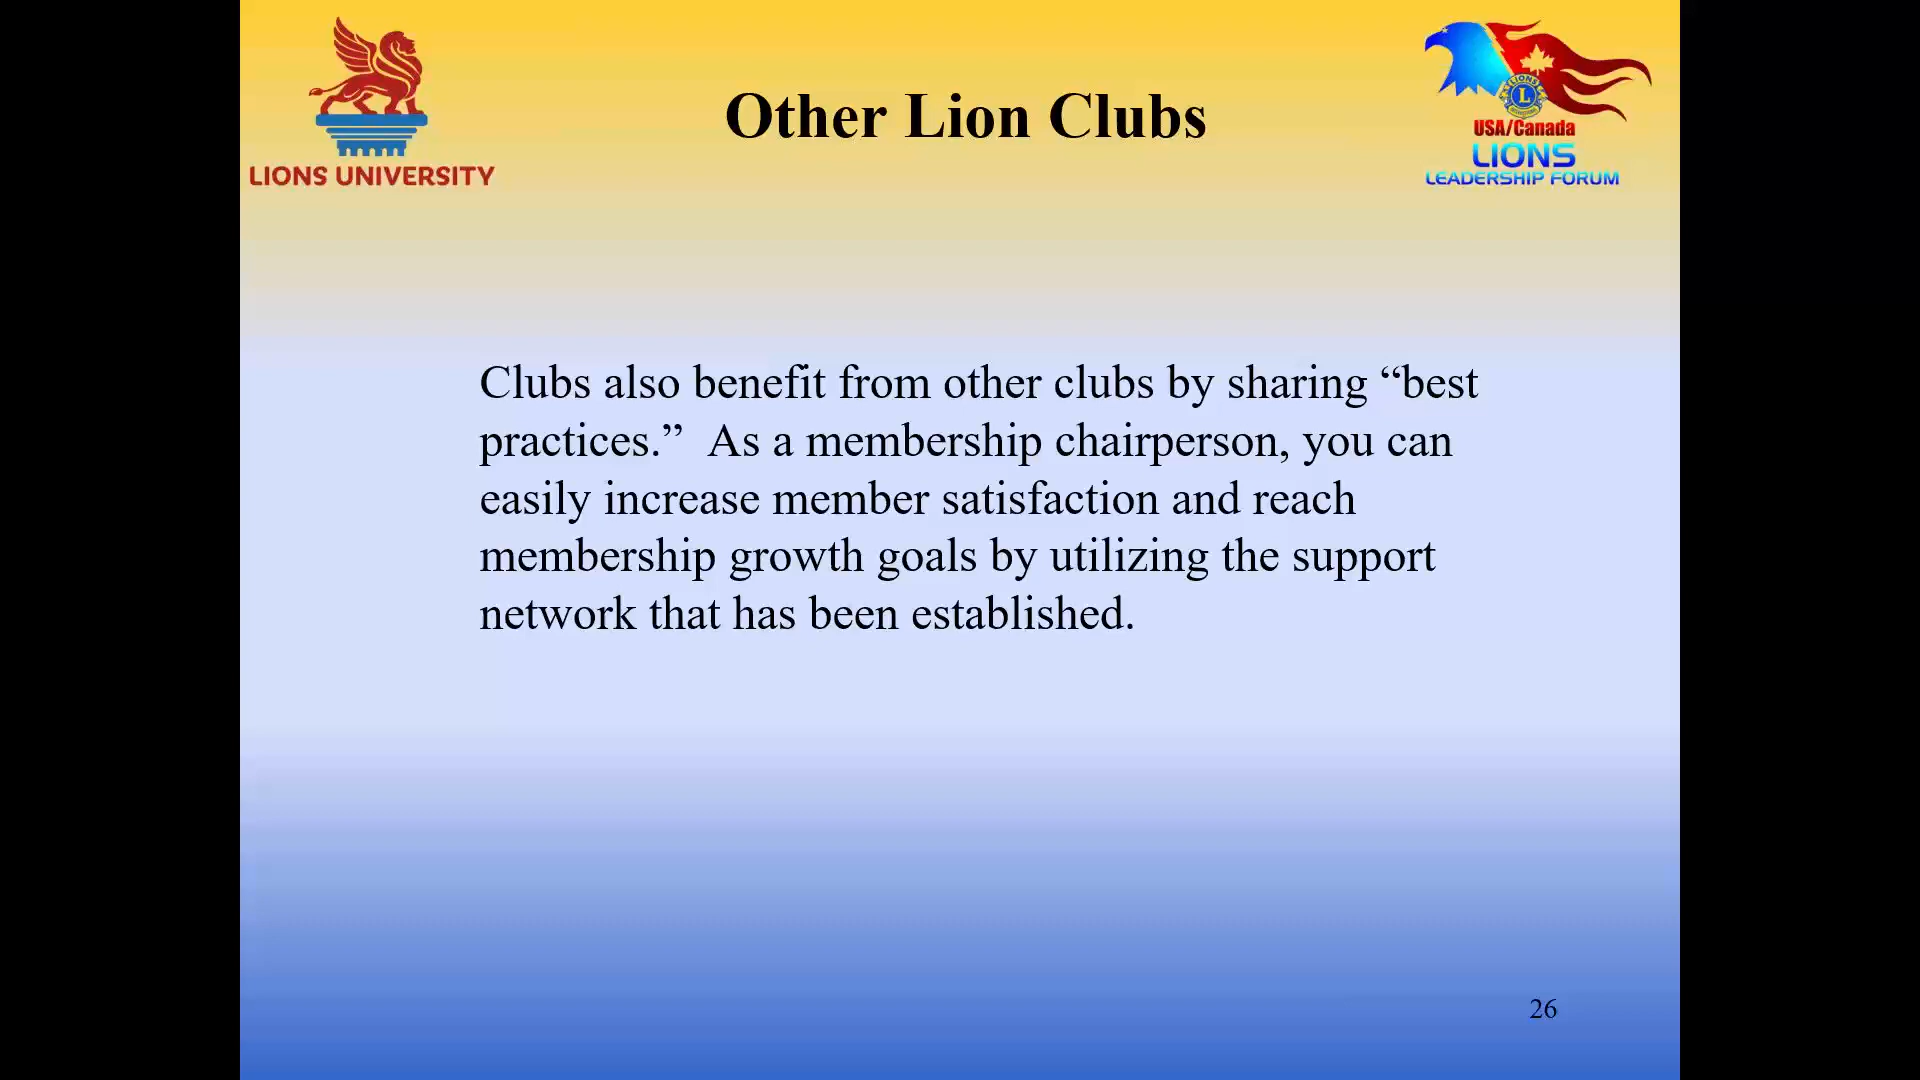 Other Lion Clubs
LIONS UNIVERSITY
LIONS
L
USA/Canada
LIONS
LEADERSHIP FORUM
Clubs also benefit from other clubs by sharing “best
practices.”  As a membership chairperson, you can
easily increase member satisfaction and reach
membership growth goals by utilizing the support
network that has been established.
26